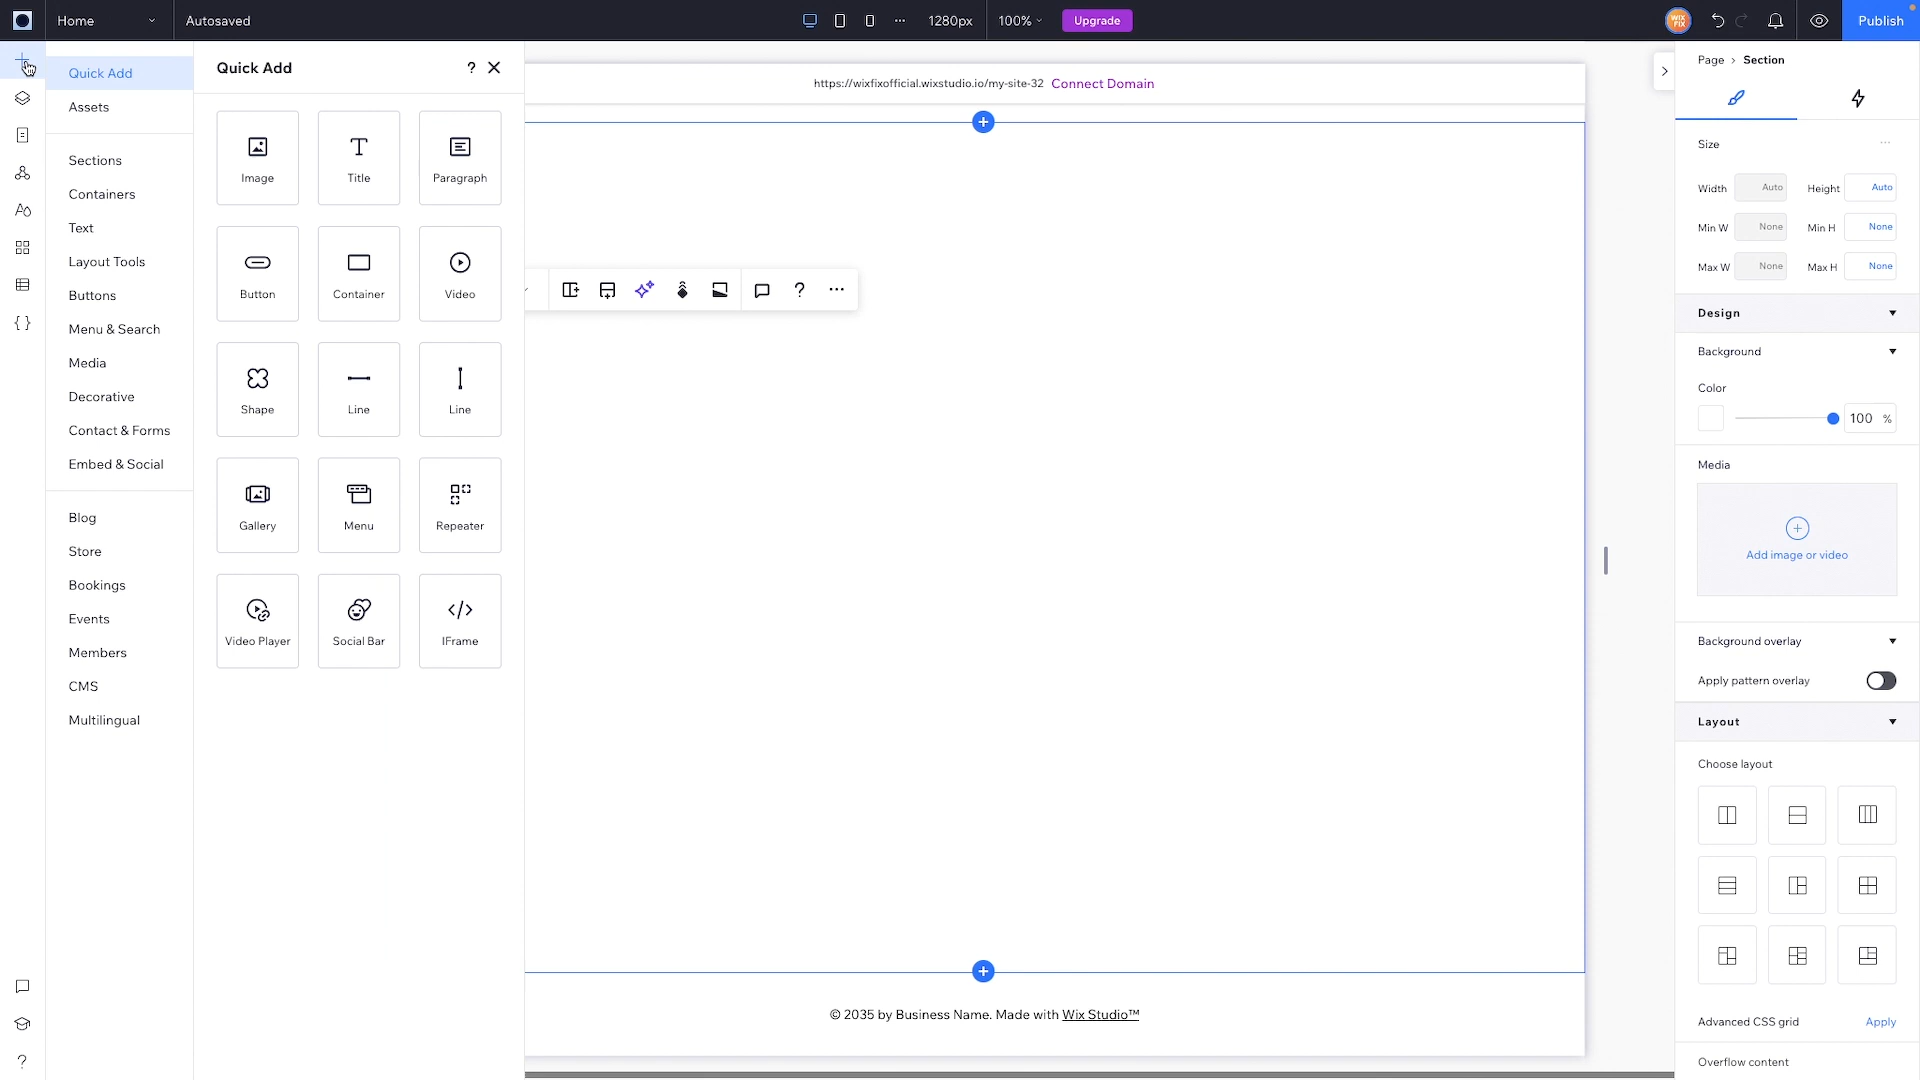 Home
Autosaved
1280px
100%
Upgrade
WIX FIX
Publish
Quick Add
Assets
Sections
Containers
Text
Layout Tools
Buttons
Menu & Search
Media
Decorative
Contact & Forms
Embed & Social
Blog
Store
Bookings
Events
Members
CMS
Multilingual
Quick Add
?
Image
Title
Paragraph
Button
Container
Video
Shape
Line
Line
Gallery
Menu
Repeater
Video Player
Social Bar
IFrame
https://wixfixofficial.wixstudio.io/my-site-32 Connect Domain
© 2035 by Business Name. Made with Wix Studio™
Page > Section
Size
Width Auto Height Auto
Min W None Min H None
Max W None Max H None
Design
Background
Color
100 %
Media
Add image or video
Background overlay
Apply pattern overlay
Layout
Choose layout
Advanced CSS grid Apply
Overflow content